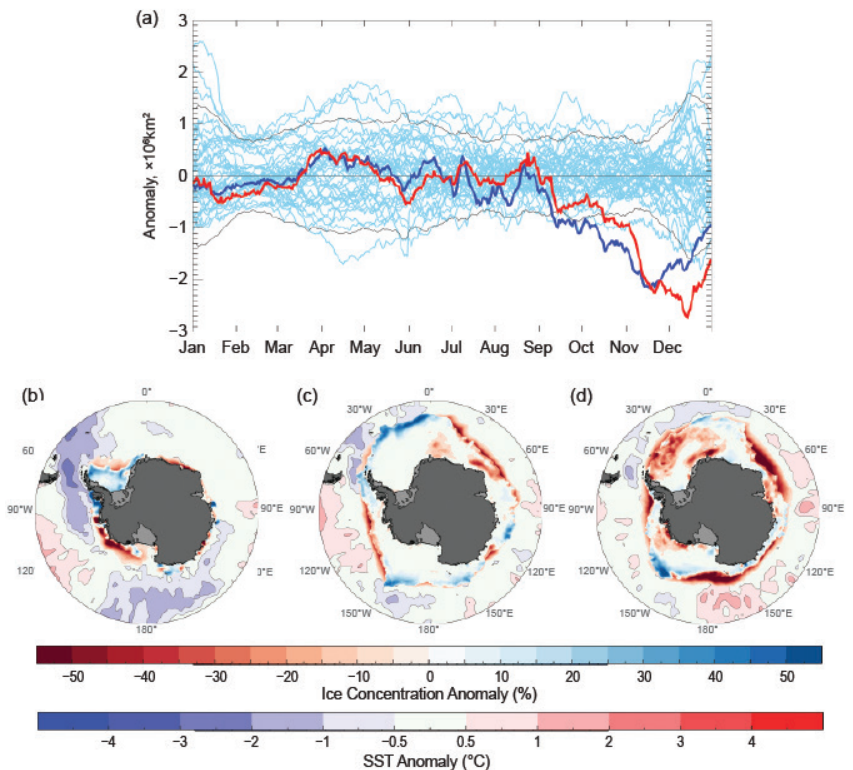 (a)
3
2
1
0
−1
−2
−3
Anomaly, ×10⁶km²
Jan Feb Mar Apr May Jun Jul Aug Sep Oct Nov Dec
(b) (c) (d)
0° 0° 0°
30°W 30°E 30°W 30°E
60 60°W 60°E 60°E
90°W 90°E 90°W 90°E 90°W 90°E
120 120°W 120°E 120°W 120°E
150°W 150°E 150°W 150°E
180° 180° 180°
−50 −40 −30 −20 −10 0 10 20 30 40 50
Ice Concentration Anomaly (%)
−4 −3 −2 −1 −0.5 0.5 1 2 3 4
SST Anomaly (°C)